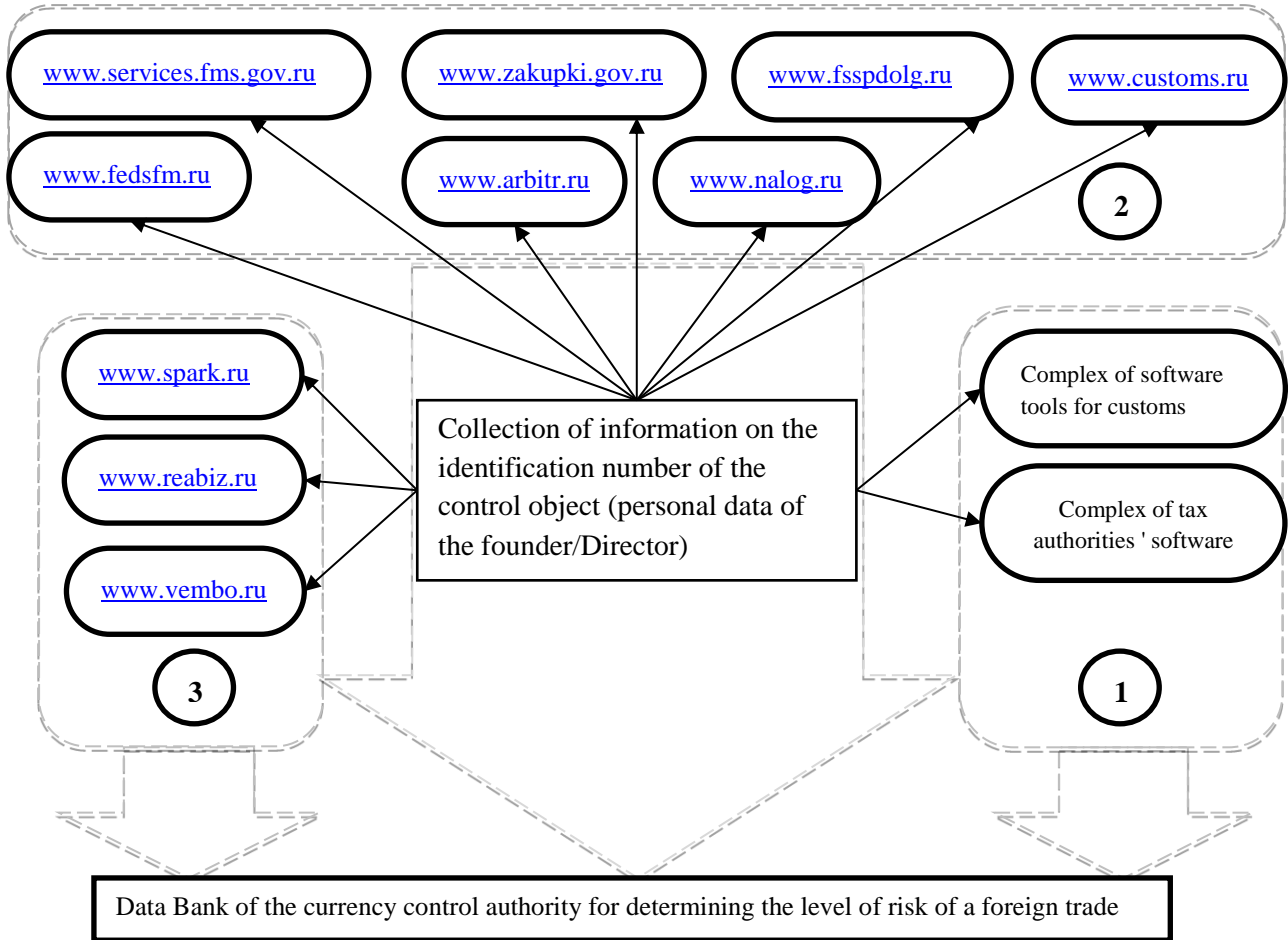 www.services.fms.gov.ru
www.zakupki.gov.ru
www.fsspdolg.ru
www.customs.ru
www.fedsfm.ru
www.arbitr.ru
www.nalog.ru
2
www.spark.ru
www.reabiz.ru
www.vembo.ru
3
Collection of information on the
identification number of the
control object (personal data of
the founder/Director)
Complex of software
tools for customs
Complex of tax
authorities ' software
1
Data Bank of the currency control authority for determining the level of risk of a foreign trade